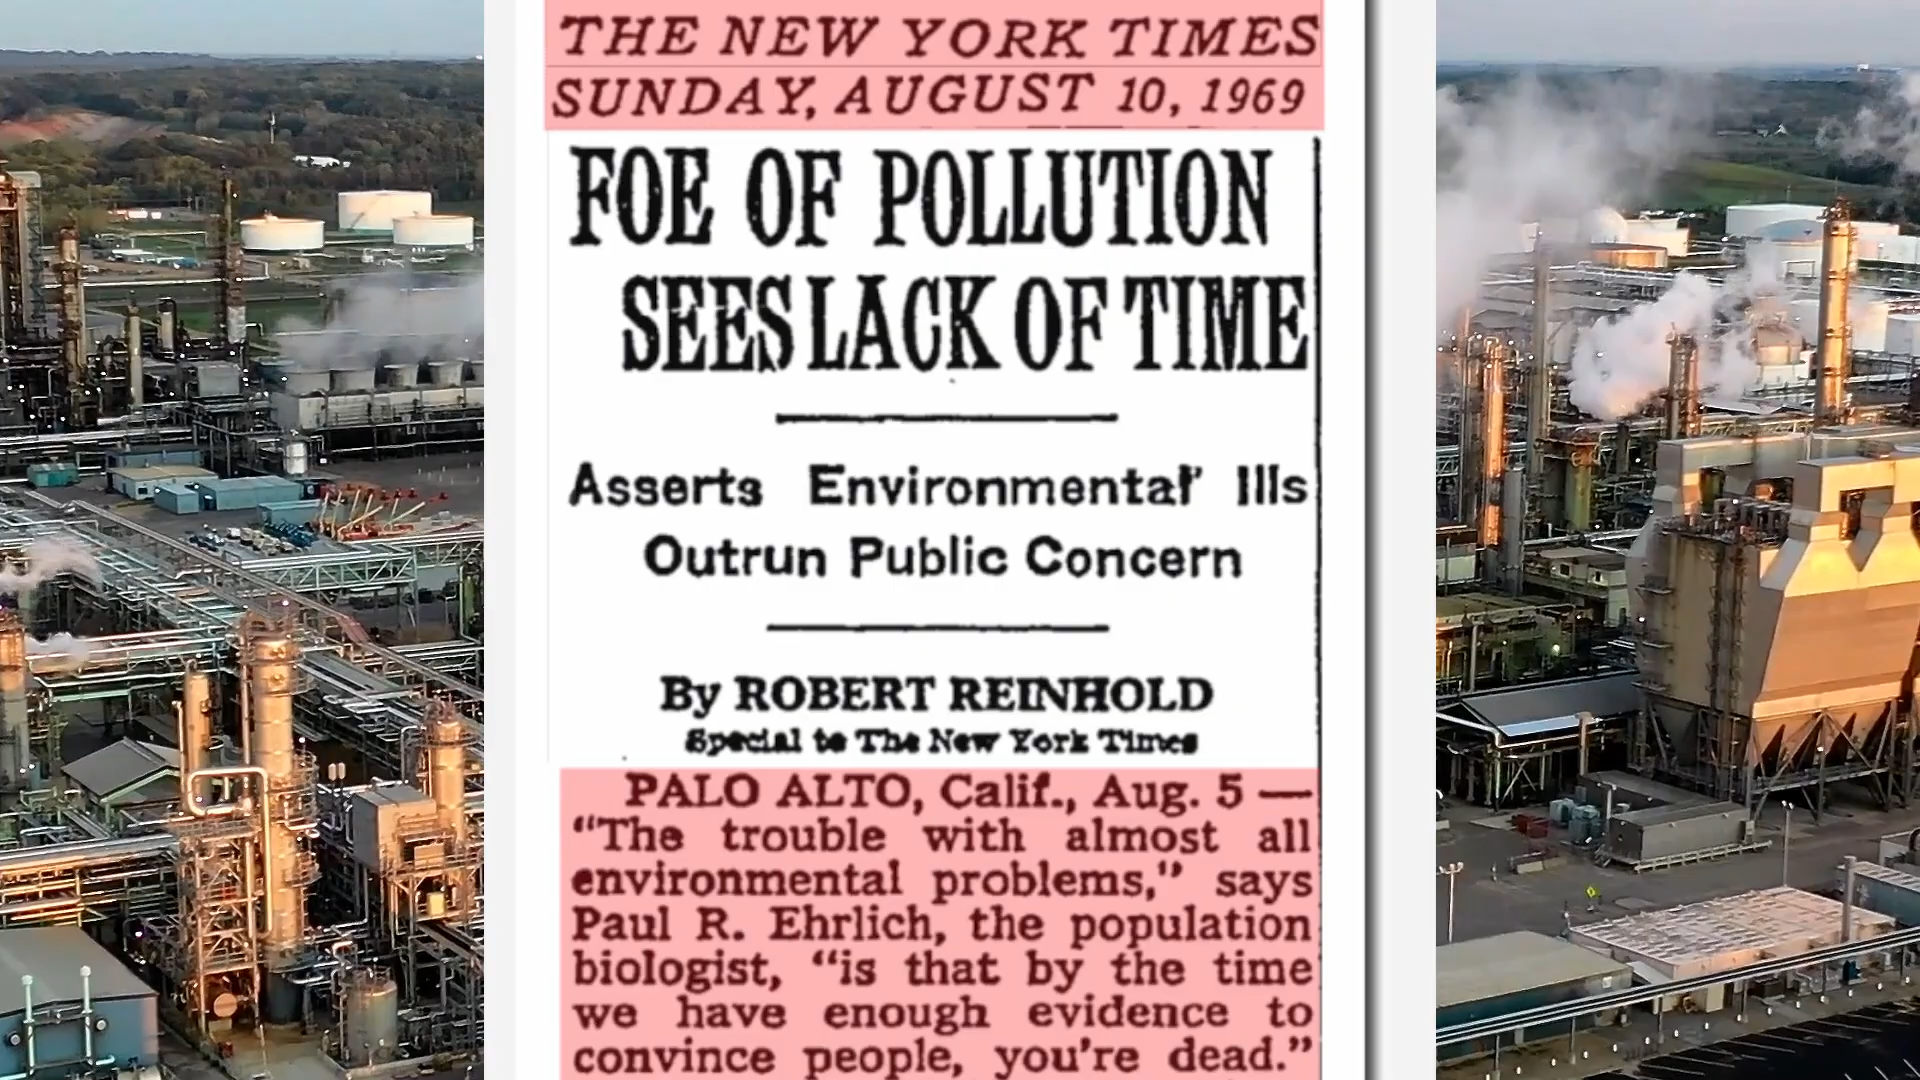 THE NEW YORK TIMES
SUNDAY, AUGUST 10, 1969
FOE OF POLLUTION
SEES LACK OF TIME
Asserts Environmental Ills
Outrun Public Concern
By ROBERT REINHOLD
Special to The New York Times
PALO ALTO, Calif., Aug. 5 —
“The trouble with almost all
environmental problems,” says
Paul R. Ehrlich, the population
biologist, “is that by the time
we have enough evidence to
convince people, you're dead.”